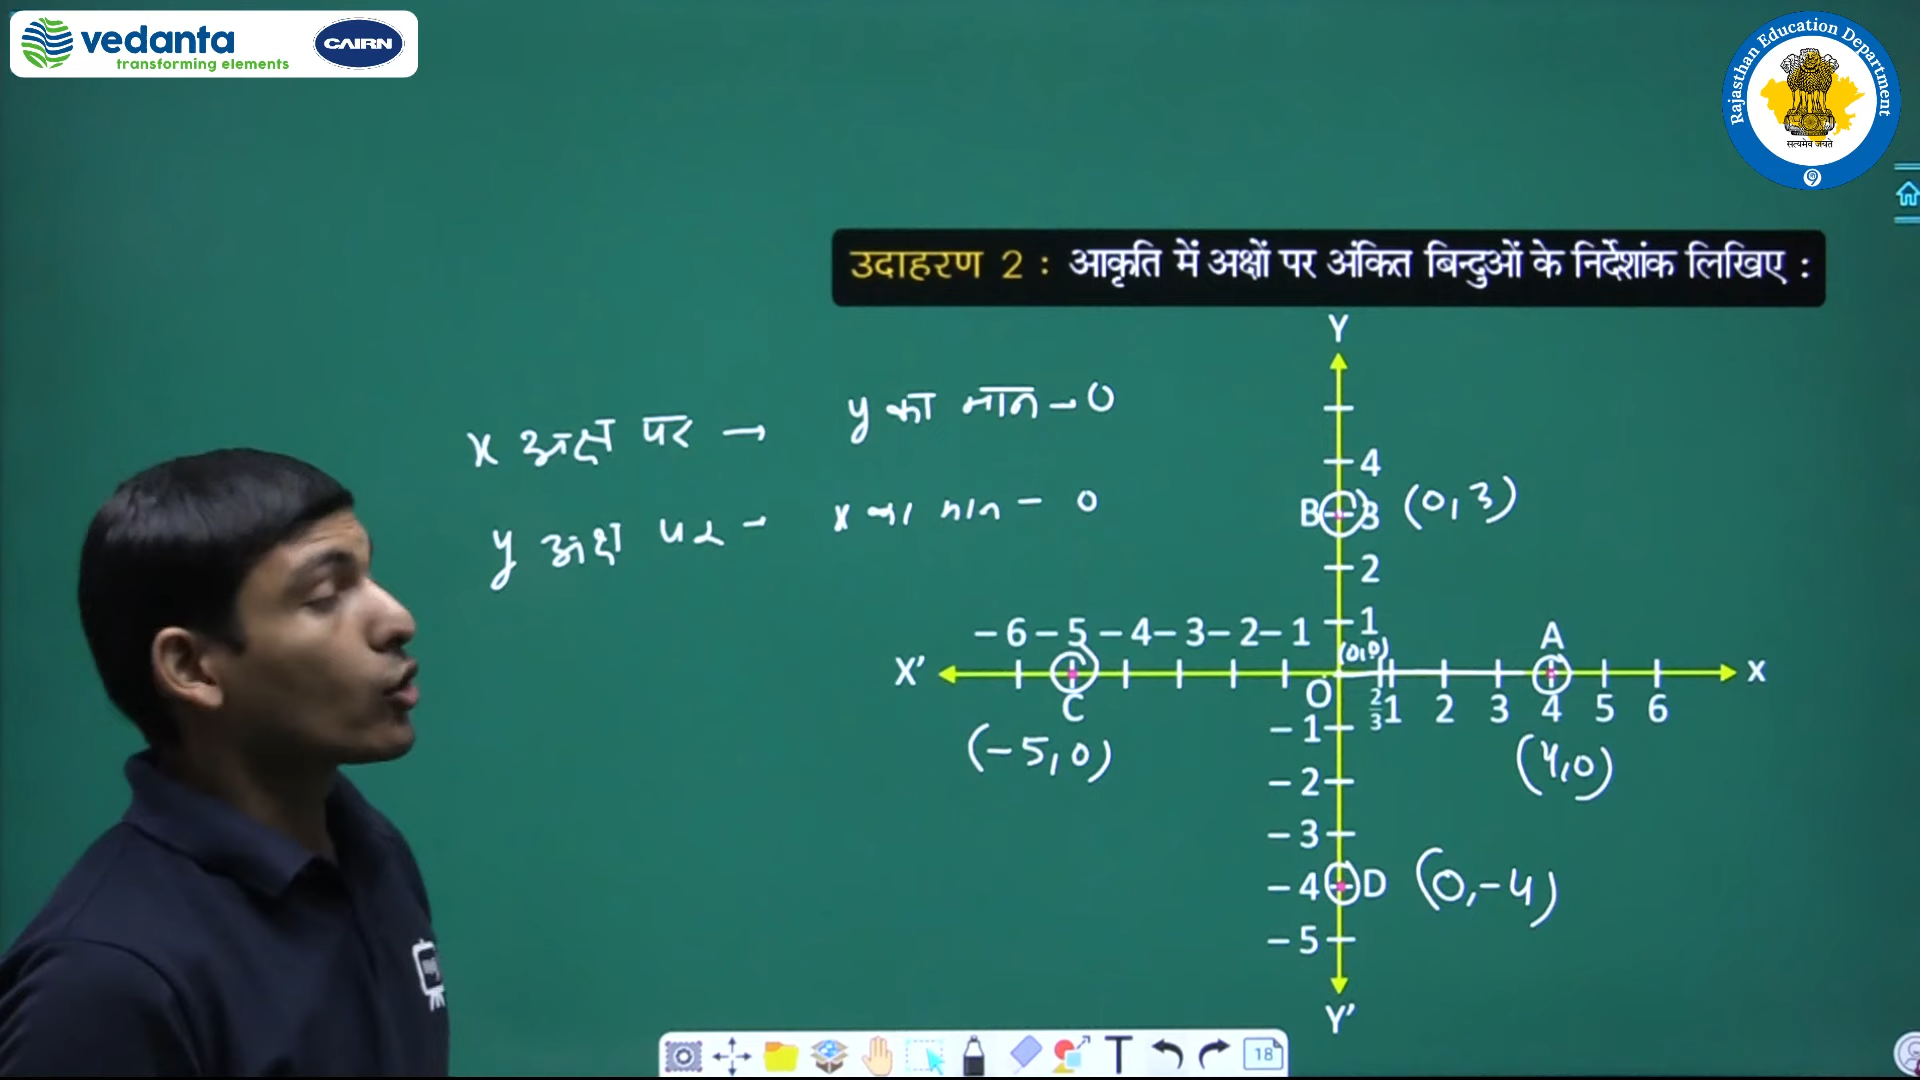 vedanta
transforming elements
CAIRN
Rajasthan Education Department
सत्यमेव जयते
उदाहरण 2 : आकृति में अक्षों पर अंकित बिन्दुओं के निर्देशांक लिखिए :
x अक्ष पर → y का मान - 0
y अक्ष पर - x का मान - 0
Y
4
B 3 (0,3)
2
1
- 6 - 5 - 4 - 3 - 2 - 1
(0,0)
A
X' X
C
O 2/3 1 2 3 4 5 6
(-5,0)
(4,0)
- 1
- 2
- 3
- 4 D (0,-4)
- 5
Y'
T
18